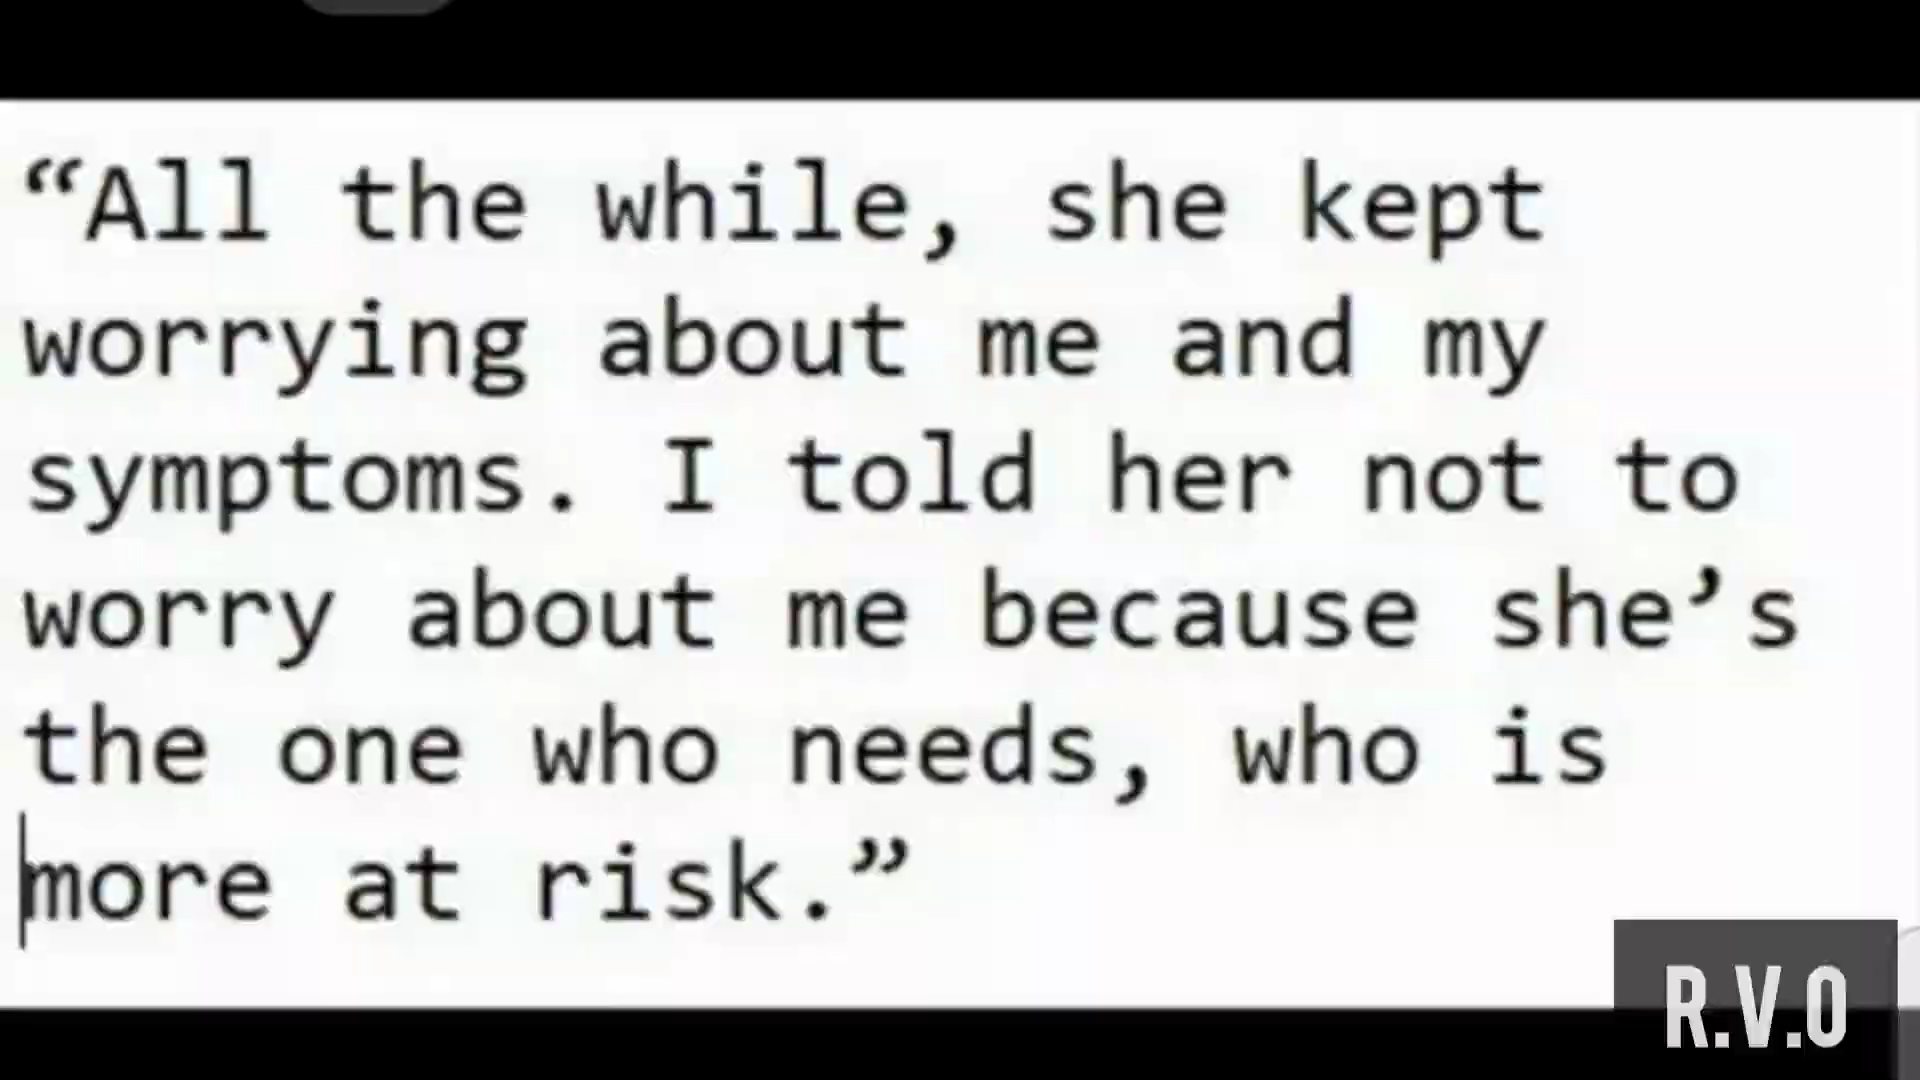 “All the while, she kept
worrying about me and my
symptoms. I told her not to
worry about me because she’s
the one who needs, who is
more at risk.”
R.V.O